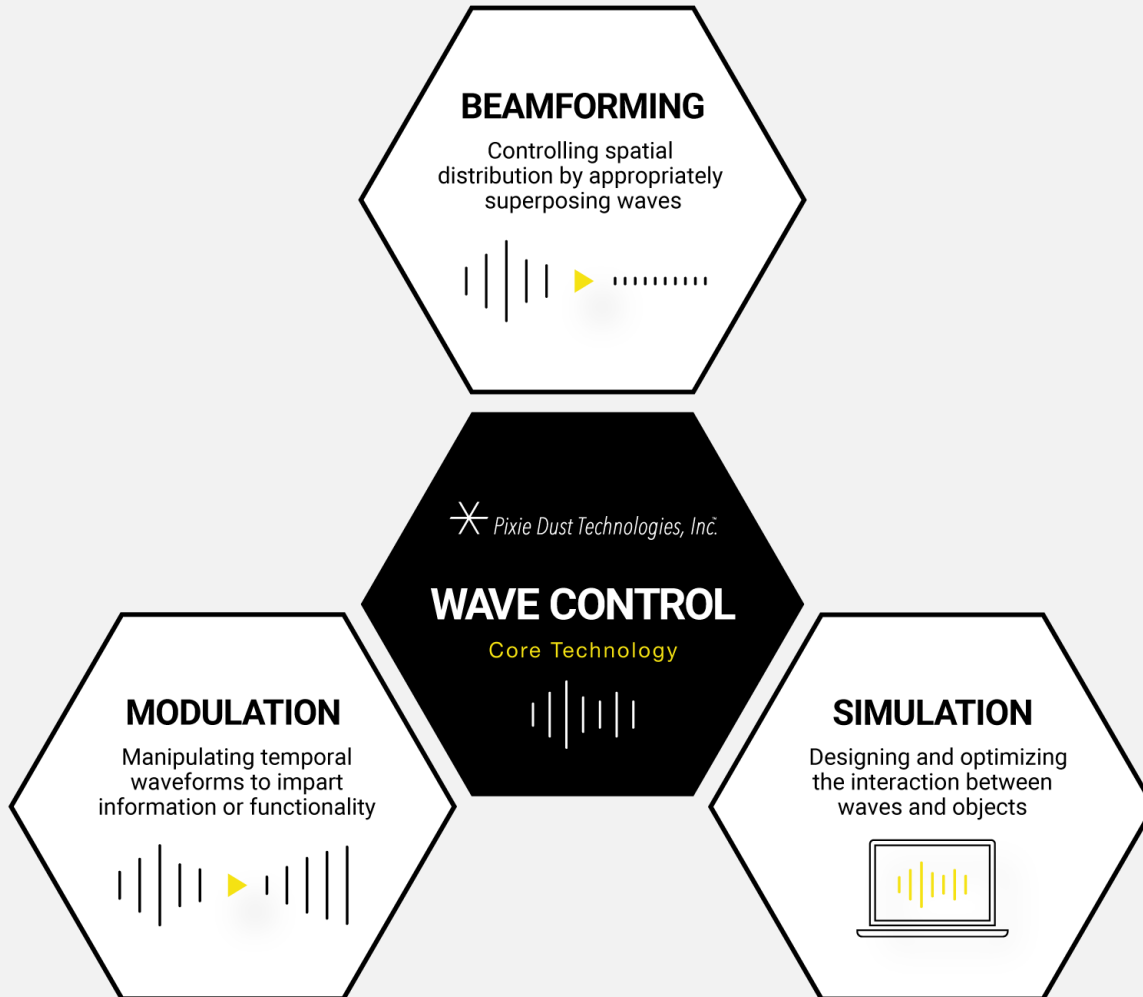 BEAMFORMING
Controlling spatial
distribution by appropriately
superposing waves
Pixie Dust Technologies, Inc.™
WAVE CONTROL
Core Technology
MODULATION
Manipulating temporal
waveforms to impart
information or functionality
SIMULATION
Designing and optimizing
the interaction between
waves and objects